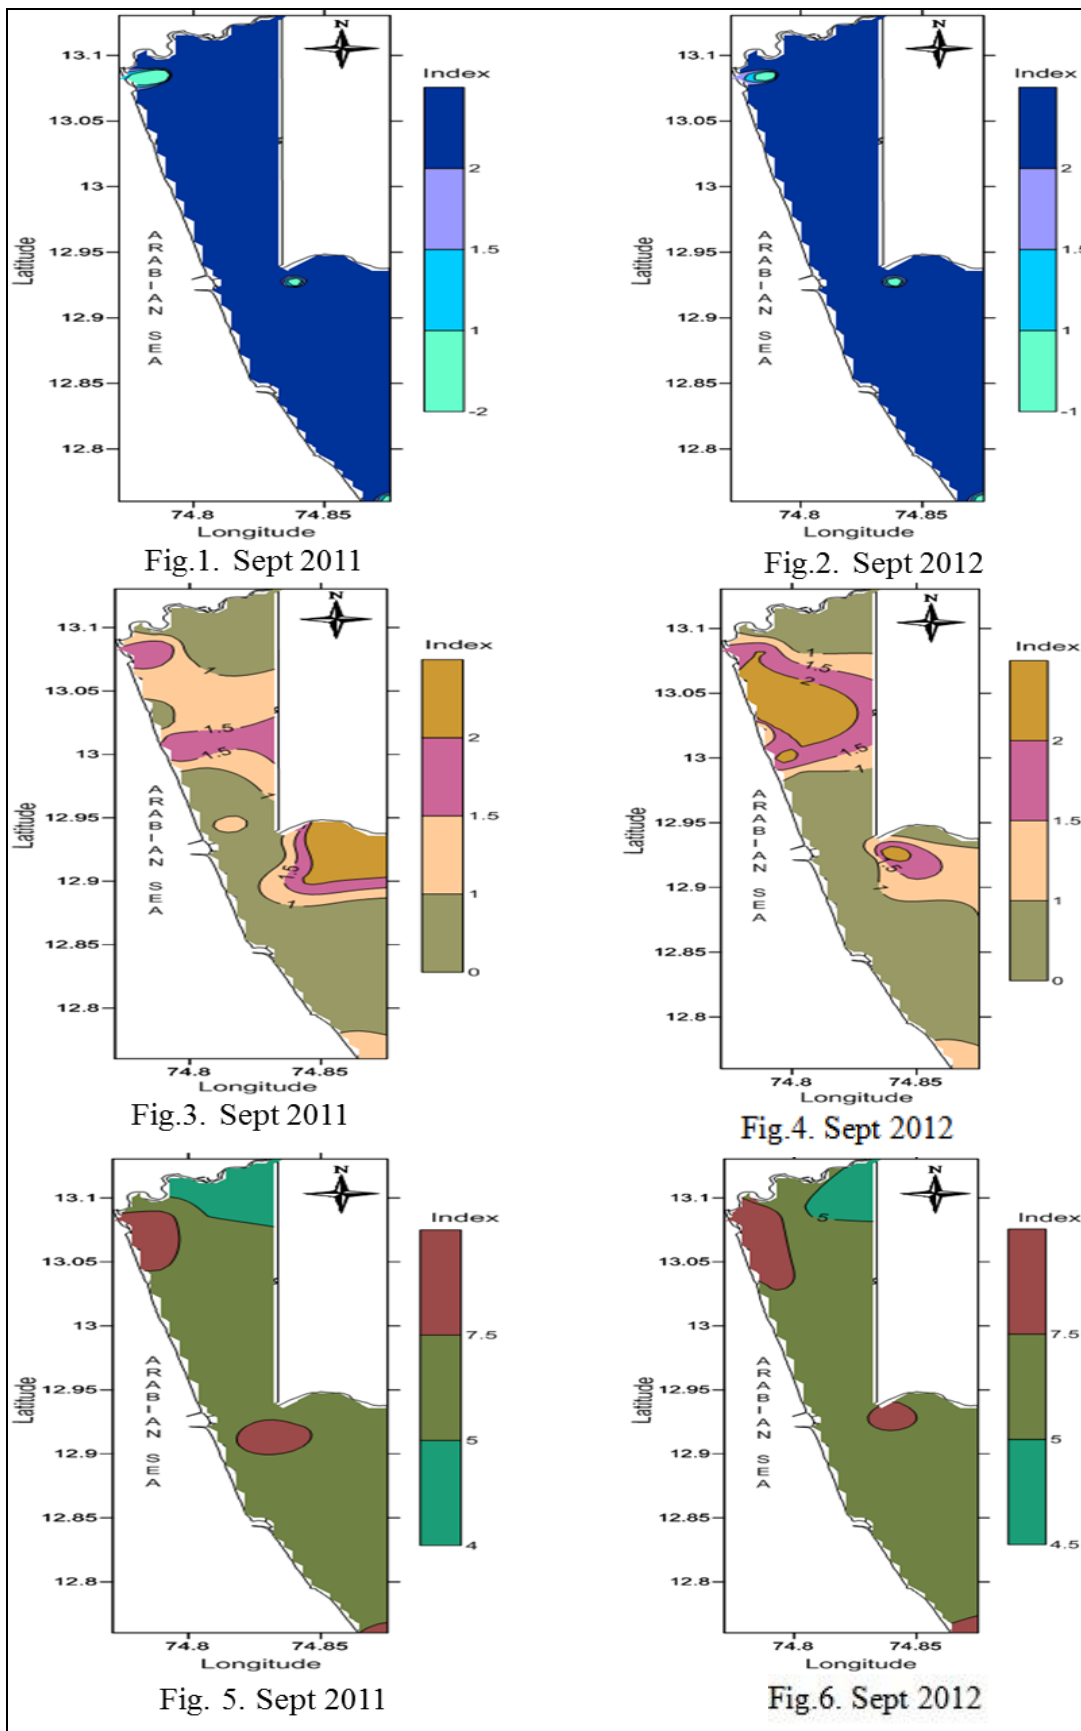 N
Index
13.1
13.05
13
12.95
12.9
12.85
12.8
2
1.5
1
-2
Latitude
ARABIAN SEA
74.8 74.85
Longitude
Fig.1. Sept 2011
N
Index
13.1
13.05
13
12.95
12.9
12.85
12.8
2
1.5
1
-1
Latitude
ARABIAN SEA
74.8 74.85
Longitude
Fig.2. Sept 2012
N
Index
13.1
13.05
13
12.95
12.9
12.85
12.8
2
1.5
1
0
1
1.5
1.5
1
1.5
1
Latitude
ARABIAN SEA
74.8 74.85
Longitude
Fig.3. Sept 2011
N
Index
13.1
13.05
13
12.95
12.9
12.85
12.8
2
1.5
1
0
1
1.5
2
1.5
1
.5
1
Latitude
ARABIAN SEA
74.8 74.85
Longitude
Fig.4. Sept 2012
N
Index
13.1
13.05
13
12.95
12.9
12.85
12.8
7.5
5
4
Latitude
ARABIAN SEA
74.8 74.85
Longitude
Fig. 5. Sept 2011
N
Index
13.1
13.05
13
12.95
12.9
12.85
12.8
7.5
5
4.5
5
Latitude
ARABIAN SEA
74.8 74.85
Longitude
Fig.6. Sept 2012